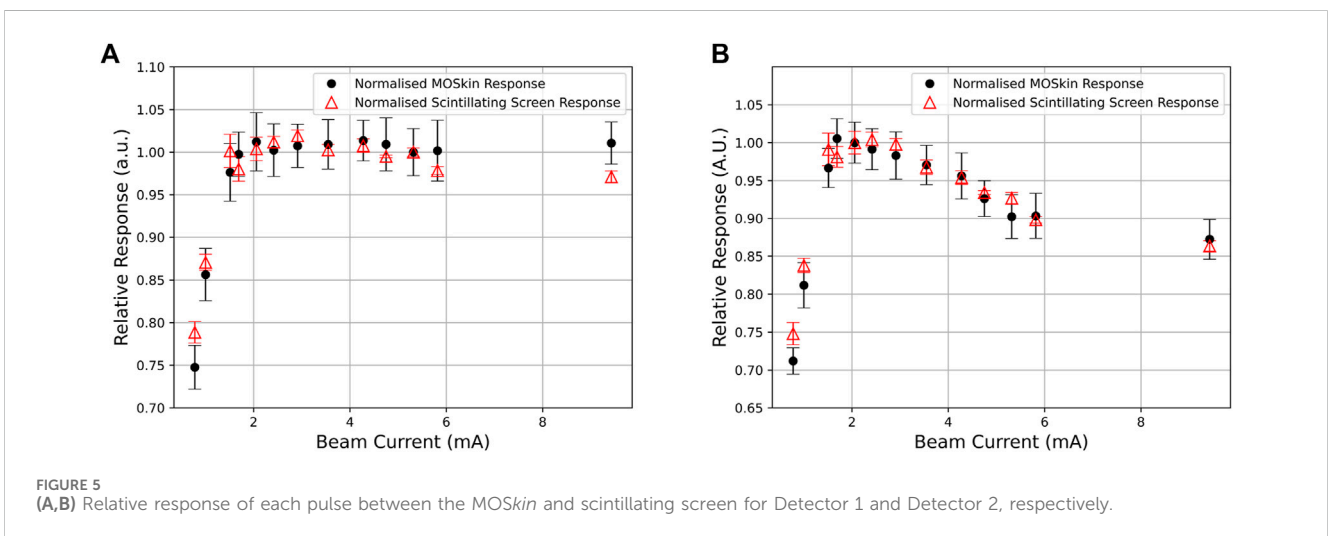 A
B
1.10
1.05
1.00
0.95
0.90
0.85
0.80
0.75
0.70
Relative Response (a.u.)
Normalised MOSkin Response
Normalised Scintillating Screen Response
2
4
6
8
Beam Current (mA)
1.05
1.00
0.95
0.90
0.85
0.80
0.75
0.70
0.65
Relative Response (A.U.)
Normalised MOSkin Response
Normalised Scintillating Screen Response
2
4
6
8
Beam Current (mA)
FIGURE 5
(A,B) Relative response of each pulse between the MOSkin and scintillating screen for Detector 1 and Detector 2, respectively.